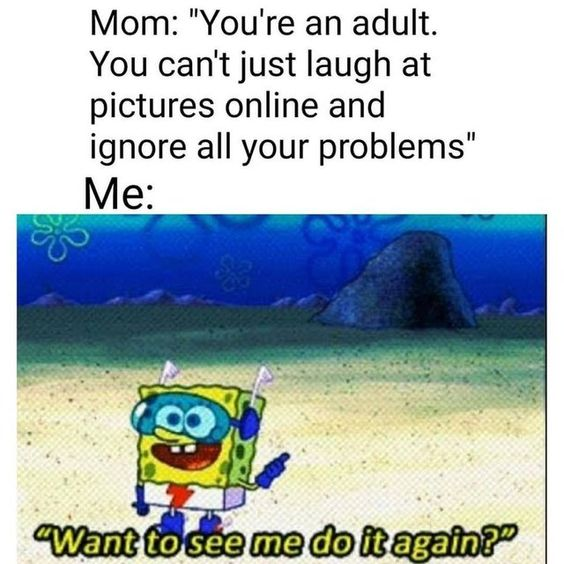 Mom: "You're an adult.
You can't just laugh at
pictures online and
ignore all your problems"
Me:
"Want to see me do it again?"